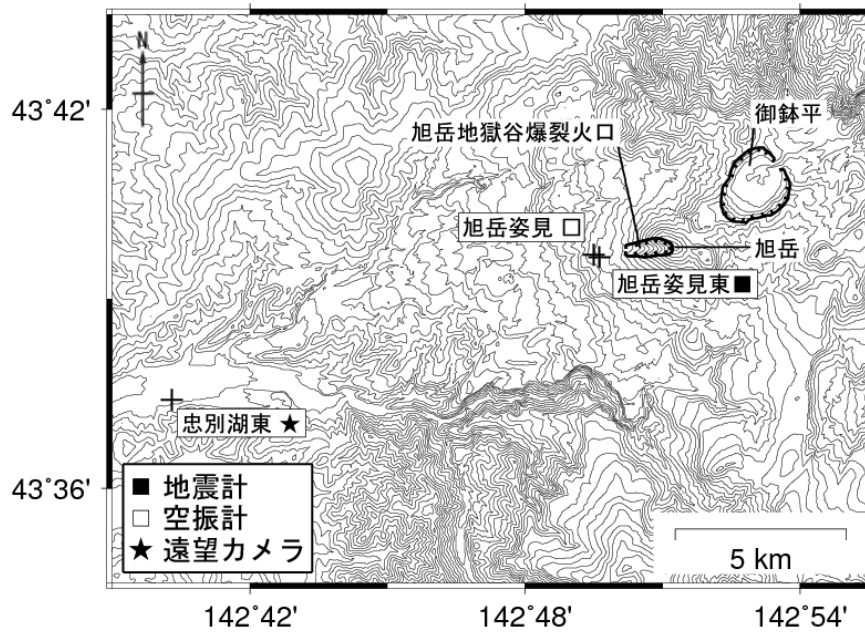 N
43°42'
御鉢平
旭岳地獄谷爆裂火口
旭岳姿見 □
旭岳
旭岳姿見東■
忠別湖東 ★
43°36'
■ 地震計
□ 空振計
★ 遠望カメラ
5 km
142°42'
142°48'
142°54'